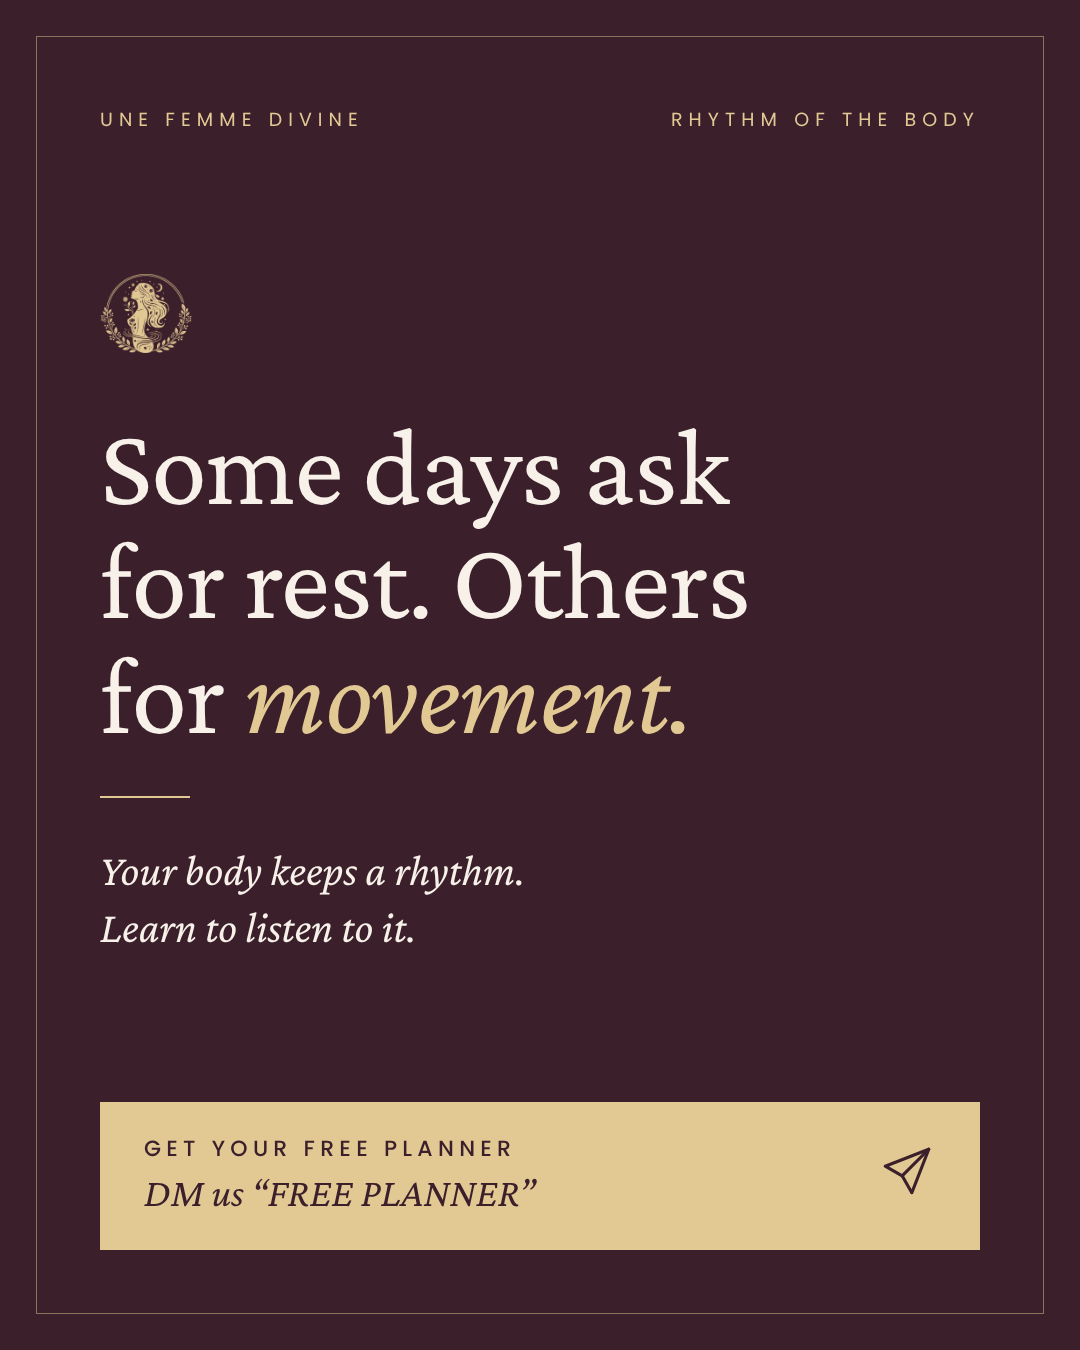 UNE FEMME DIVINE
RHYTHM OF THE BODY
Some days ask
for rest. Others
for movement.
Your body keeps a rhythm.
Learn to listen to it.
GET YOUR FREE PLANNER
DM us “FREE PLANNER”